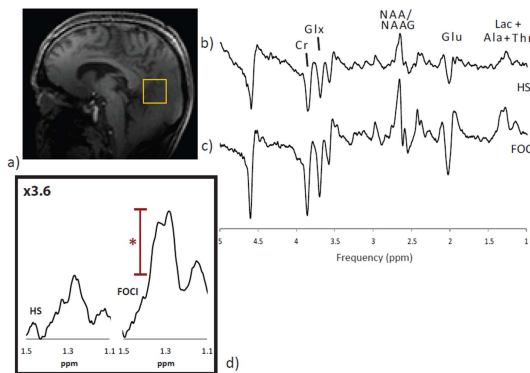 a)
b)
c)
d)
Cr
Glx
NAA/
NAAG
Glu
Lac +
Ala+Thr
HS
FOCI
5
4.5
4
3.5
3
2.5
2
1.5
1
Frequency (ppm)
x3.6
*
HS
FOCI
1.5
1.3
1.1
ppm
1.5
1.3
1.1
ppm